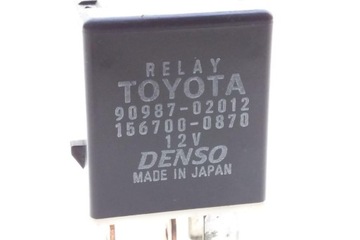 RELAY
TOYOTA
90987-02012
156700-0870
12V
DENSO
MADE IN JAPAN